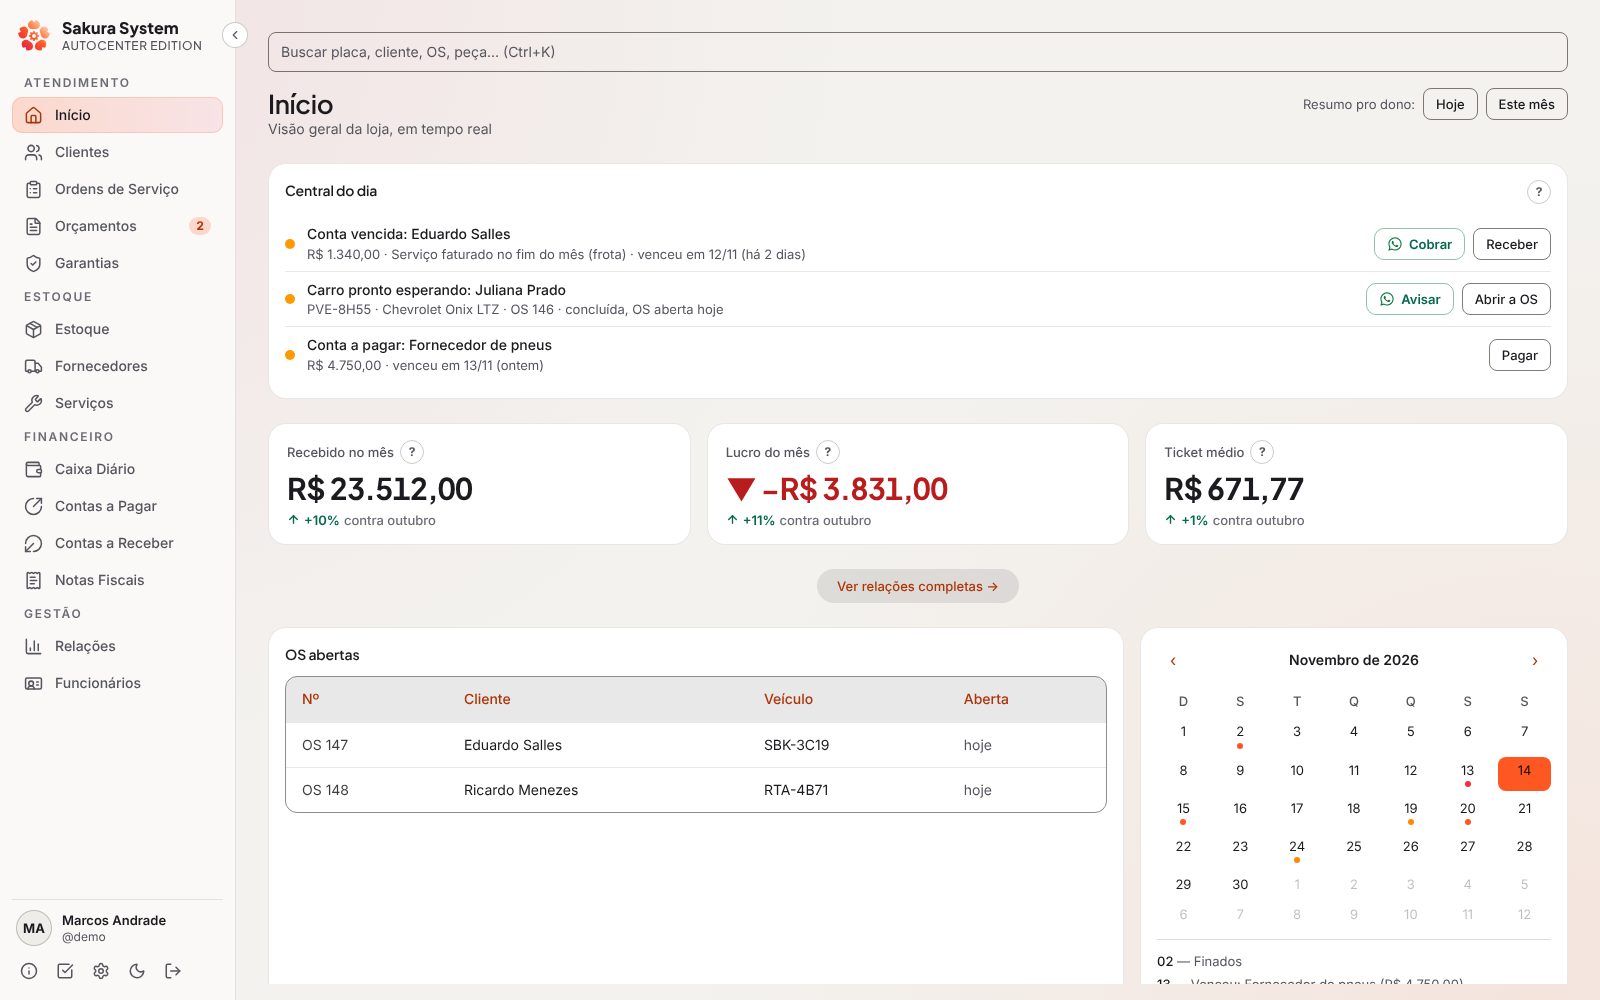 Sakura System
AUTOCENTER EDITION
ATENDIMENTO
Início
Clientes
Ordens de Serviço
Orçamentos 2
Garantias
ESTOQUE
Estoque
Fornecedores
Serviços
FINANCEIRO
Caixa Diário
Contas a Pagar
Contas a Receber
Notas Fiscais
GESTÃO
Relações
Funcionários
MA
Marcos Andrade
@demo
Buscar placa, cliente, OS, peça... (Ctrl+K)
Início
Visão geral da loja, em tempo real
Resumo pro dono: Hoje Este mês
Central do dia ?
Conta vencida: Eduardo Salles
R$ 1.340,00 · Serviço faturado no fim do mês (frota) · venceu em 12/11 (há 2 dias)
Cobrar Receber
Carro pronto esperando: Juliana Prado
PVE-8H55 · Chevrolet Onix LTZ · OS 146 · concluída, OS aberta hoje
Avisar Abrir a OS
Conta a pagar: Fornecedor de pneus
R$ 4.750,00 · venceu em 13/11 (ontem)
Pagar
Recebido no mês ?
R$ 23.512,00
↑ +10% contra outubro
Lucro do mês ?
▼ −R$ 3.831,00
↑ +11% contra outubro
Ticket médio ?
R$ 671,77
↑ +1% contra outubro
Ver relações completas →
OS abertas
Nº Cliente Veículo Aberta
OS 147 Eduardo Salles SBK-3C19 hoje
OS 148 Ricardo Menezes RTA-4B71 hoje
‹ Novembro de 2026 ›
D S T Q Q S S
1 2 3 4 5 6 7
8 9 10 11 12 13 14
15 16 17 18 19 20 21
22 23 24 25 26 27 28
29 30 1 2 3 4 5
6 7 8 9 10 11 12
02 — Finados
13 — Venceu: Fornecedor de pneus (R$ 4.750,00)